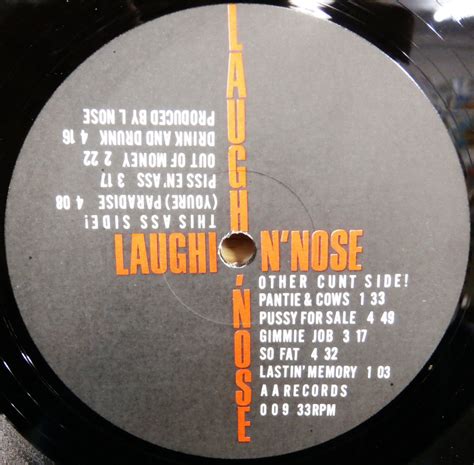 LAUGHIN'NOSE
LAUGHI N'NOSE
THIS ASS SIDE!
(YOURE) PARADISE 4 08
PISS EN'ASS 3 17
OUT OF MONEY 2 22
DRINK AND DRUNK 4 16
PRODUCED BY L NOSE
OTHER CUNT SIDE!
PANTIE & COWS 1 33
PUSSY FOR SALE 4 49
GIMMIE JOB 3 17
SO FAT 4 32
LASTIN' MEMORY 1 03
A A RECORDS
0 0 9 33RPM